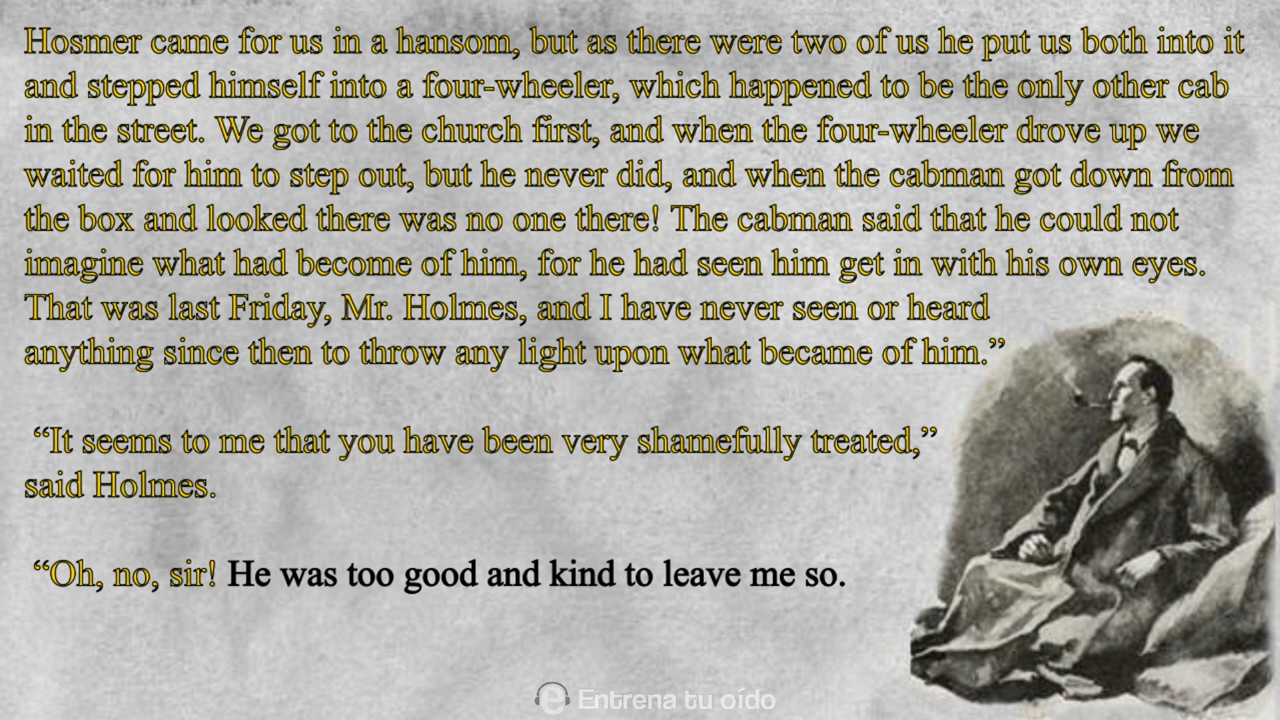 Hosmer came for us in a hansom, but as there were two of us he put us both into it
and stepped himself into a four-wheeler, which happened to be the only other cab
in the street. We got to the church first, and when the four-wheeler drove up we
waited for him to step out, but he never did, and when the cabman got down from
the box and looked there was no one there! The cabman said that he could not
imagine what had become of him, for he had seen him get in with his own eyes.
That was last Friday, Mr. Holmes, and I have never seen or heard
anything since then to throw any light upon what became of him.”
“It seems to me that you have been very shamefully treated,”
said Holmes.
“Oh, no, sir! He was too good and kind to leave me so.
e Entrena tu oído